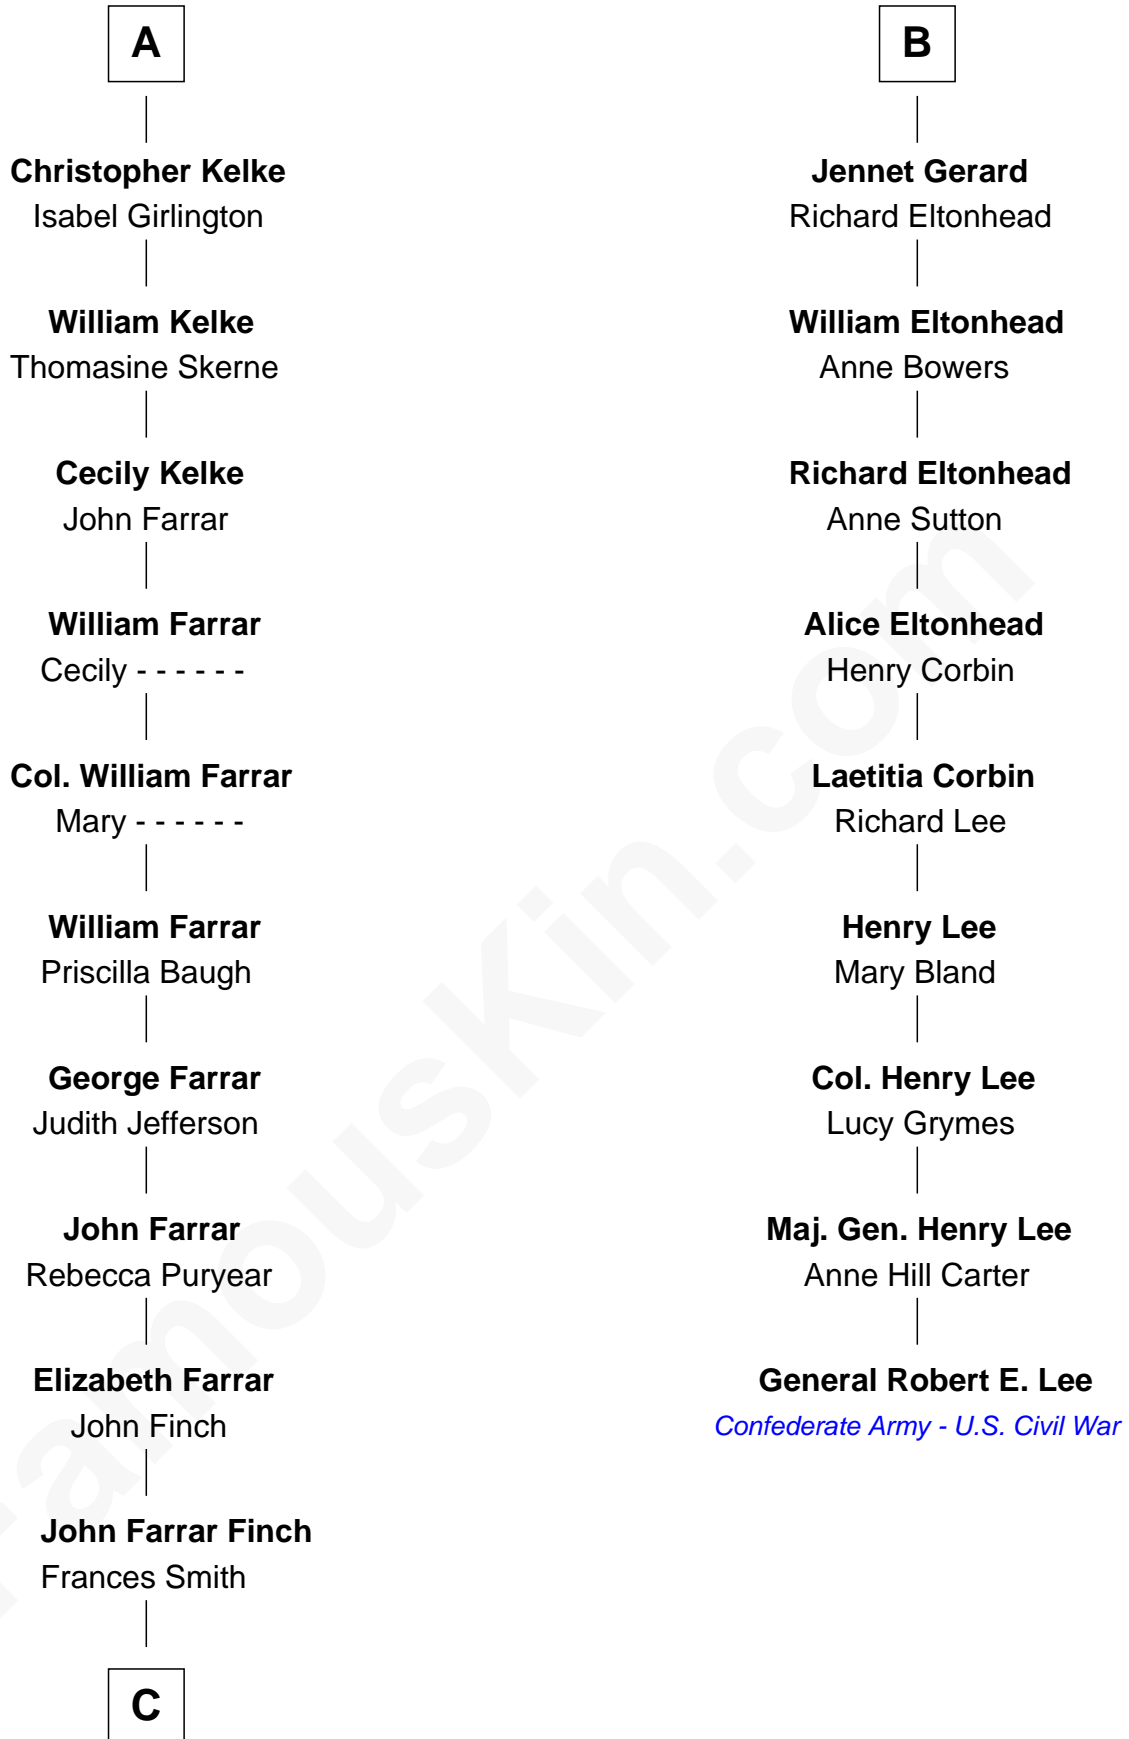 A
Christopher Kelke
Isabel Girlington
William Kelke
Thomasine Skerne
Cecily Kelke
John Farrar
William Farrar
Cecily - - - - - -
Col. William Farrar
Mary - - - - - -
William Farrar
Priscilla Baugh
George Farrar
Judith Jefferson
John Farrar
Rebecca Puryear
Elizabeth Farrar
John Finch
John Farrar Finch
Frances Smith
C
B
Jennet Gerard
Richard Eltonhead
William Eltonhead
Anne Bowers
Richard Eltonhead
Anne Sutton
Alice Eltonhead
Henry Corbin
Laetitia Corbin
Richard Lee
Henry Lee
Mary Bland
Col. Henry Lee
Lucy Grymes
Maj. Gen. Henry Lee
Anne Hill Carter
General Robert E. Lee
Confederate Army - U.S. Civil War
FamousKin.com